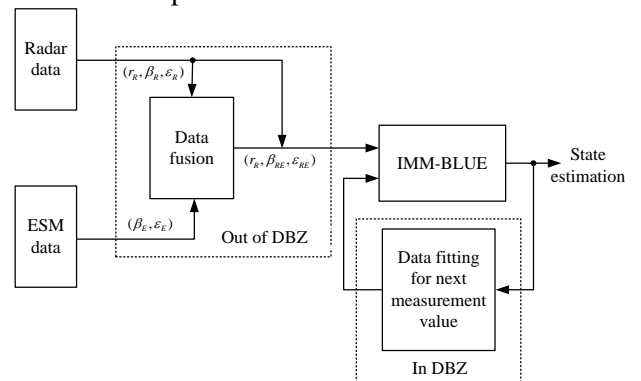 Radar
data
(r_R, β_R, ε_R)
Data
fusion
(r_R, β_RE, ε_RE)
IMM-BLUE
State
estimation
ESM
data
(β_E, ε_E)
Out of DBZ
Data fitting
for next
measurement
value
In DBZ